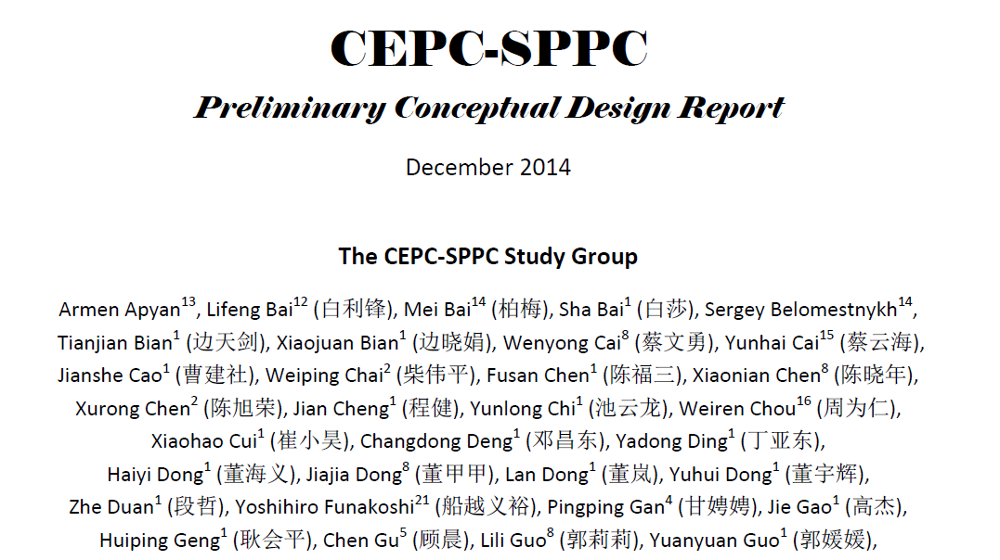 CEPC-SPPC
Preliminary Conceptual Design Report
December 2014
The CEPC-SPPC Study Group
Armen Apyan13, Lifeng Bai12 (白利锋), Mei Bai14 (柏梅), Sha Bai1 (白莎), Sergey Belomestnykh14,
Tianjian Bian1 (边天剑), Xiaojuan Bian1 (边晓娟), Wenyong Cai8 (蔡文勇), Yunhai Cai15 (蔡云海),
Jianshe Cao1 (曹建社), Weiping Chai2 (柴伟平), Fusan Chen1 (陈福三), Xiaonian Chen8 (陈晓年),
Xurong Chen2 (陈旭荣), Jian Cheng1 (程健), Yunlong Chi1 (池云龙), Weiren Chou16 (周为仁),
Xiaohao Cui1 (崔小昊), Changdong Deng1 (邓昌东), Yadong Ding1 (丁亚东),
Haiyi Dong1 (董海义), Jiajia Dong8 (董甲甲), Lan Dong1 (董岚), Yuhui Dong1 (董宇辉),
Zhe Duan1 (段哲), Yoshihiro Funakoshi21 (船越义裕), Pingping Gan4 (甘娉娉), Jie Gao1 (高杰),
Huiping Geng1 (耿会平), Chen Gu5 (顾晨), Lili Guo8 (郭莉莉), Yuanyuan Guo1 (郭媛媛),